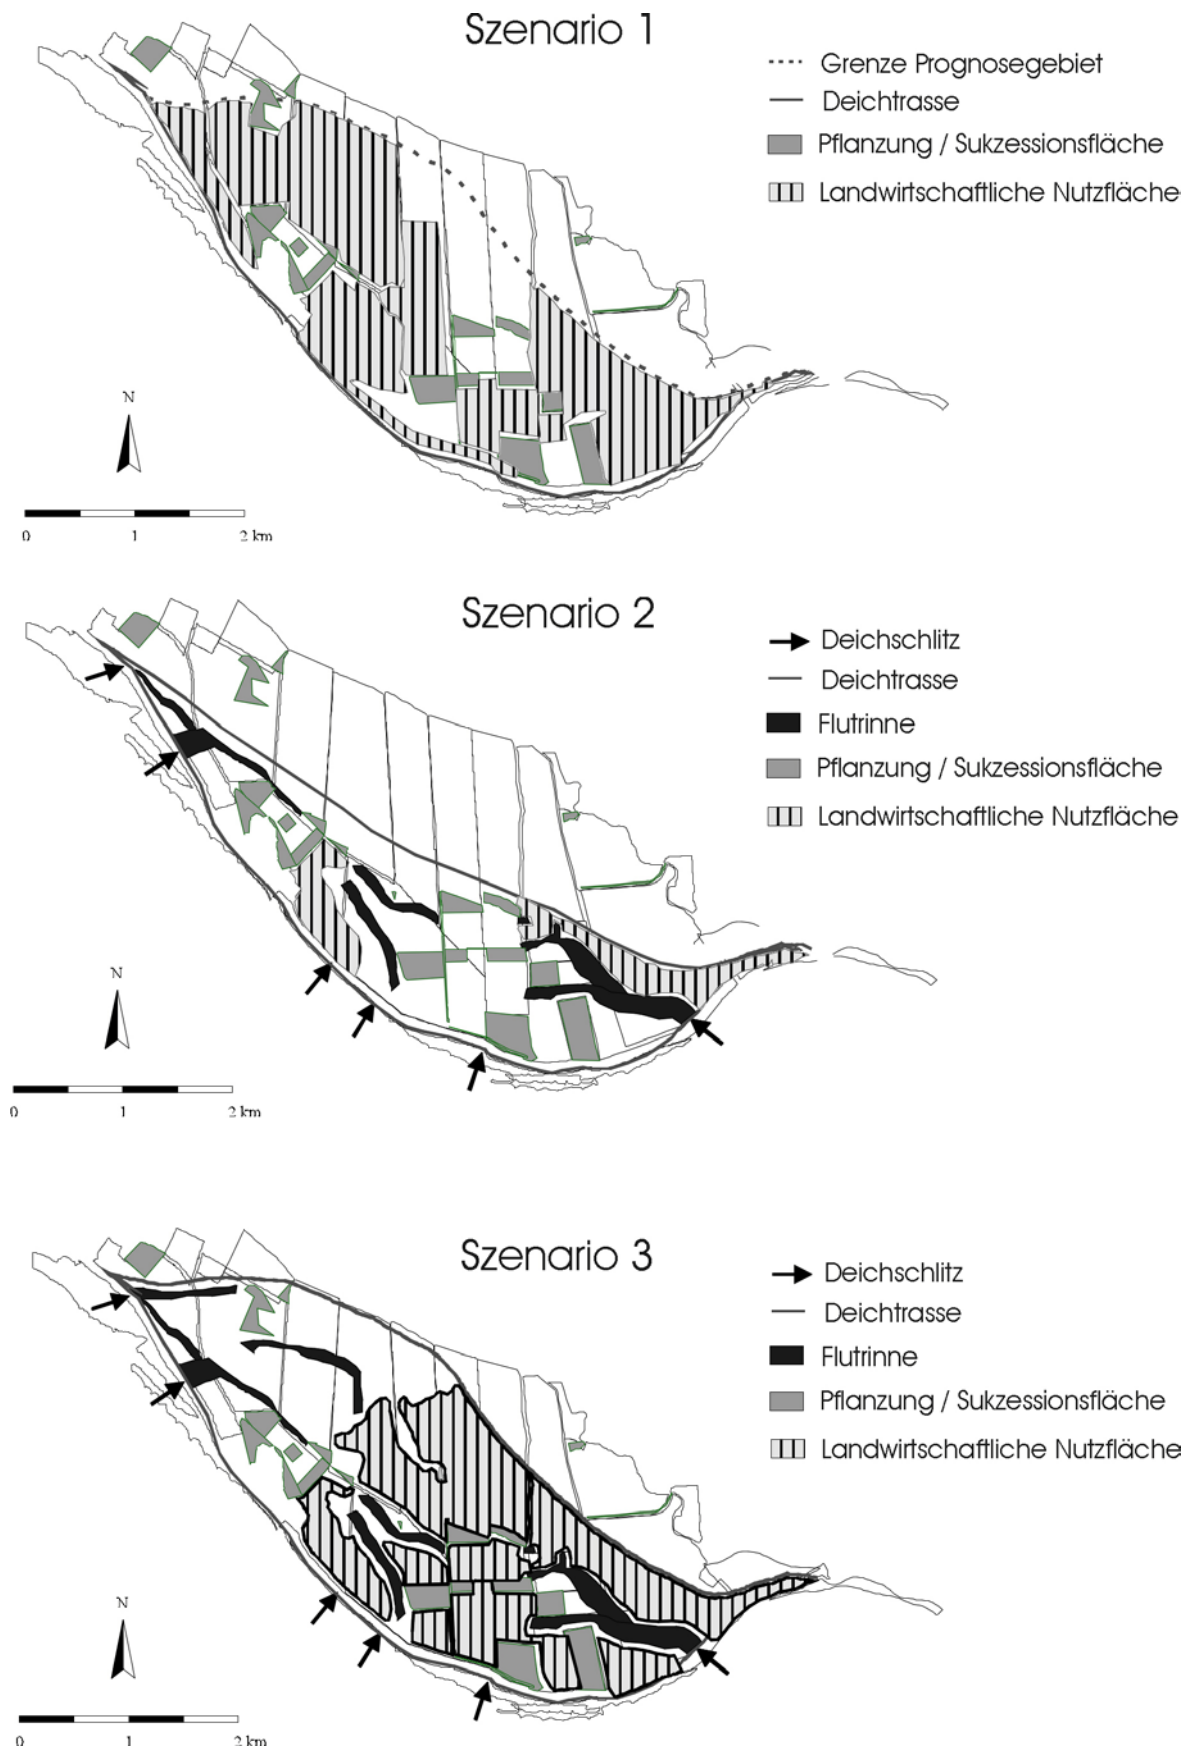 Szenario 1
Grenze Prognosegebiet
Deichtrasse
Pflanzung / Sukzessionsfläche
Landwirtschaftliche Nutzfläche
N
0 1 2 km
Szenario 2
Deichschlitz
Deichtrasse
Flutrinne
Pflanzung / Sukzessionsfläche
Landwirtschaftliche Nutzfläche
N
0 1 2 km
Szenario 3
Deichschlitz
Deichtrasse
Flutrinne
Pflanzung / Sukzessionsfläche
Landwirtschaftliche Nutzfläche
N
0 1 2 km